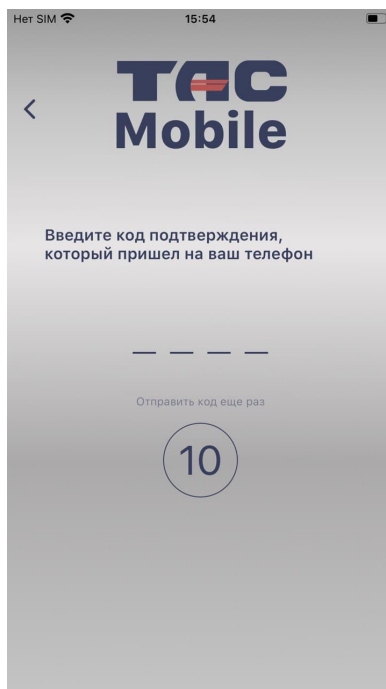 Нет SIM 15:54
ТАС
Mobile
Введите код подтверждения,
который пришел на ваш телефон
Отправить код еще раз
10